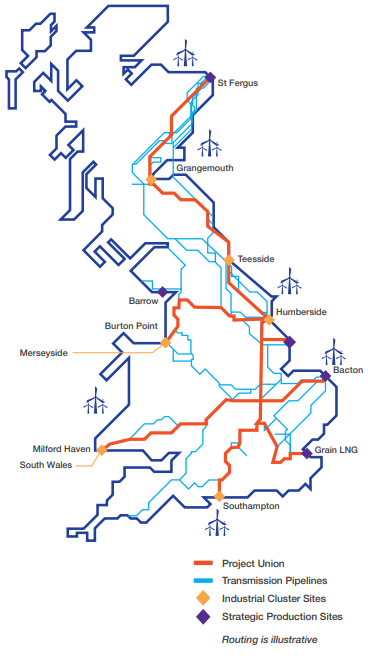 St Fergus
Grangemouth
Teesside
Barrow
Humberside
Burton Point
Merseyside
Bacton
Milford Haven
South Wales
Grain LNG
Southampton
Project Union
Transmission Pipelines
Industrial Cluster Sites
Strategic Production Sites
Routing is illustrative